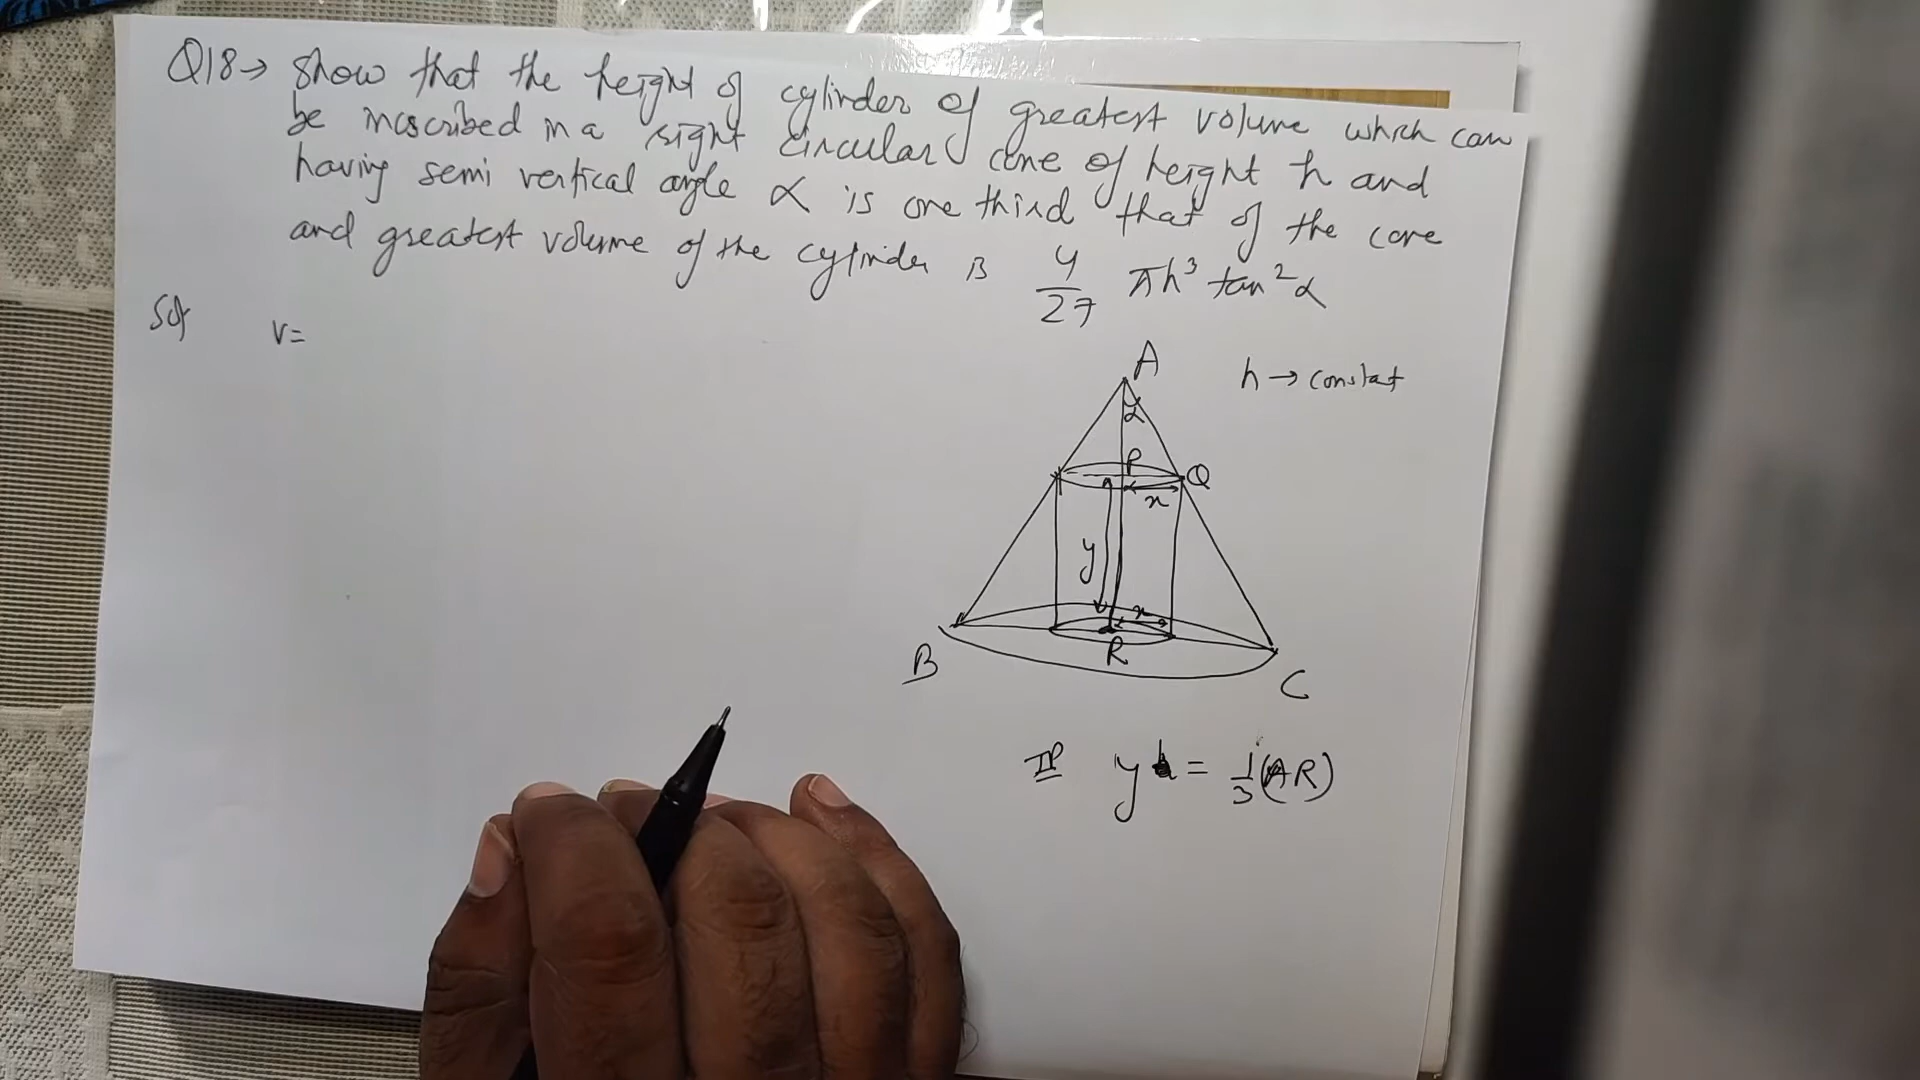 Q18→ Show that the height of cylinder of greatest volume which can
be inscribed in a right circular cone of height h and
having semi vertical angle α is one third that of the cone
and greatest volume of the cylinder is 4/27 πh³ tan²α
Sol
V=
h → constat
A
α
P
Q
x
y
x
R
B
C
y = 1/3 (AR)